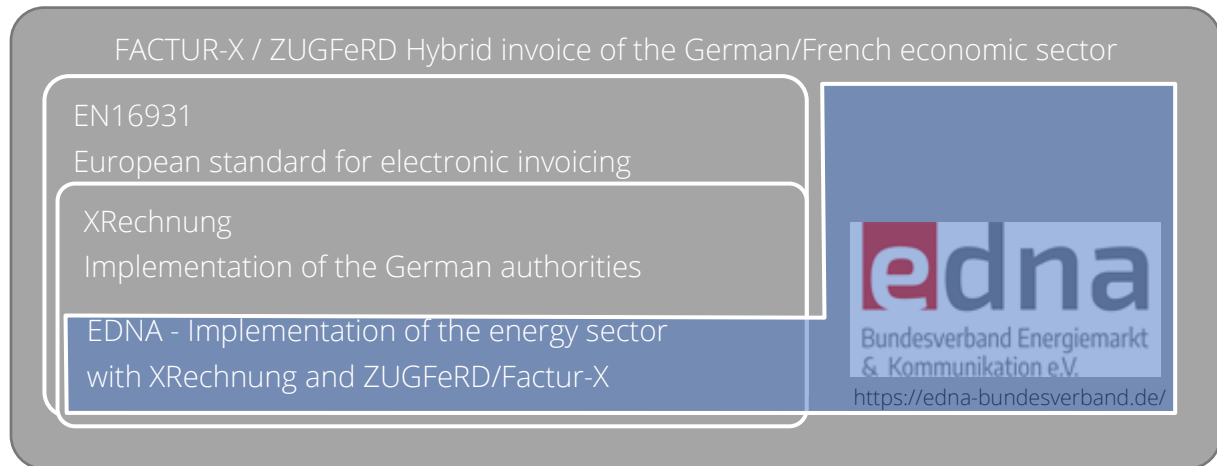 FACTUR-X / ZUGFeRD Hybrid invoice of the German/French economic sector
EN16931
European standard for electronic invoicing
XRechnung
Implementation of the German authorities
EDNA - Implementation of the energy sector
with XRechnung and ZUGFeRD/Factur-X
edna
Bundesverband Energiemarkt
& Kommunikation e.V.
https://edna-bundesverband.de/